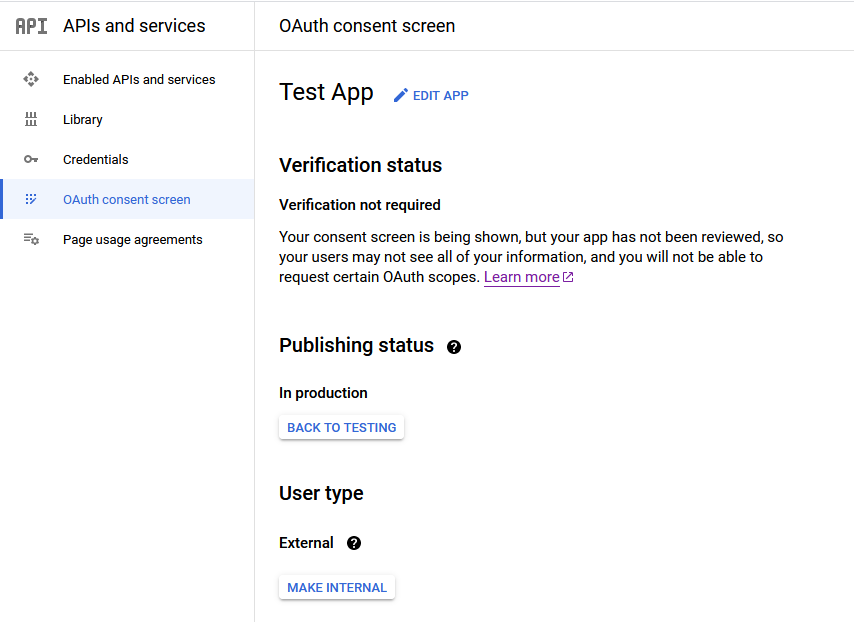 API APIs and services
OAuth consent screen
Enabled APIs and services
Library
Credentials
OAuth consent screen
Page usage agreements
Test App
EDIT APP
Verification status
Verification not required
Your consent screen is being shown, but your app has not been reviewed, so
your users may not see all of your information, and you will not be able to
request certain OAuth scopes. Learn more
Publishing status ?
In production
BACK TO TESTING
User type
External ?
MAKE INTERNAL